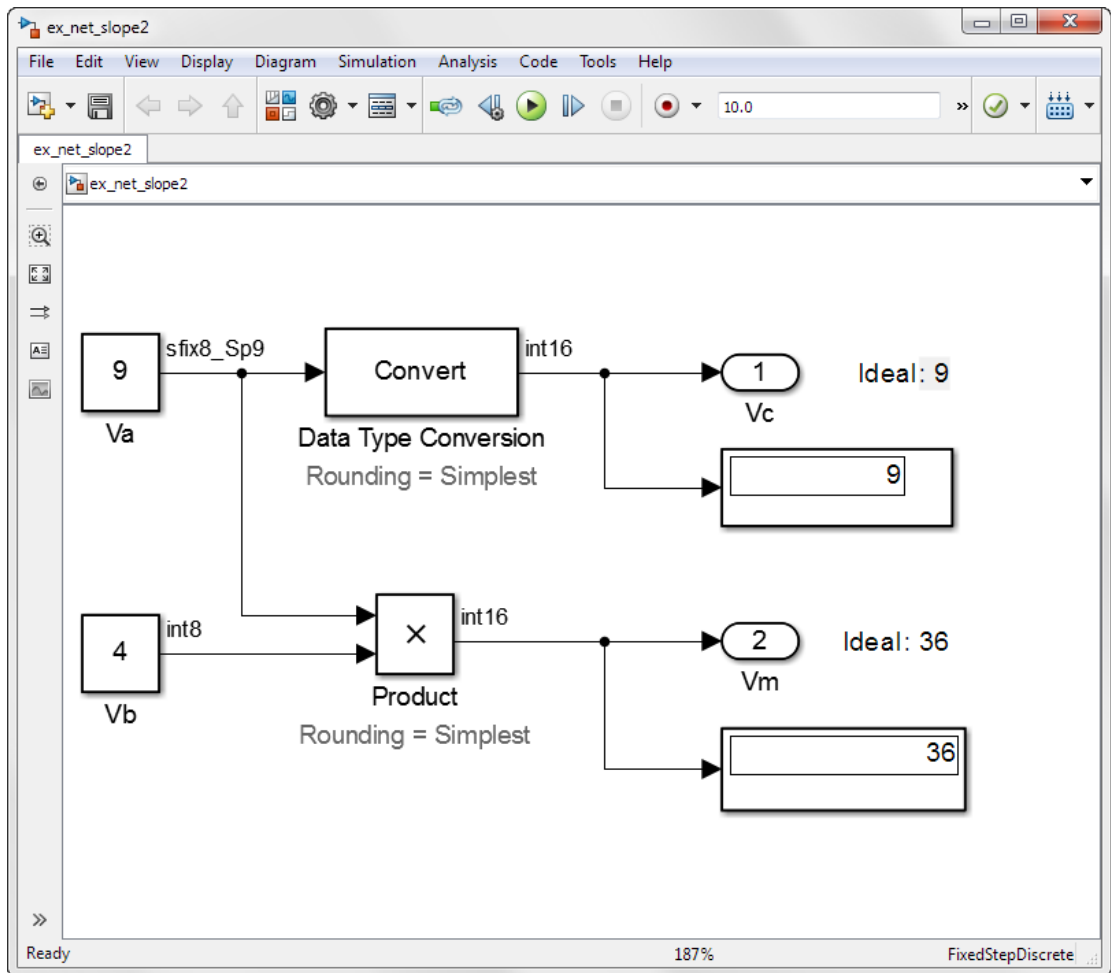 ex_net_slope2
File Edit View Display Diagram Simulation Analysis Code Tools Help
10.0 »
ex_net_slope2
ex_net_slope2
9
sfix8_Sp9
Convert
int16
1
Ideal: 9
Va
Data Type Conversion
Vc
Rounding = Simplest
9
4
int8
×
int16
2
Ideal: 36
Vb
Product
Vm
Rounding = Simplest
36
»
Ready 187% FixedStepDiscrete